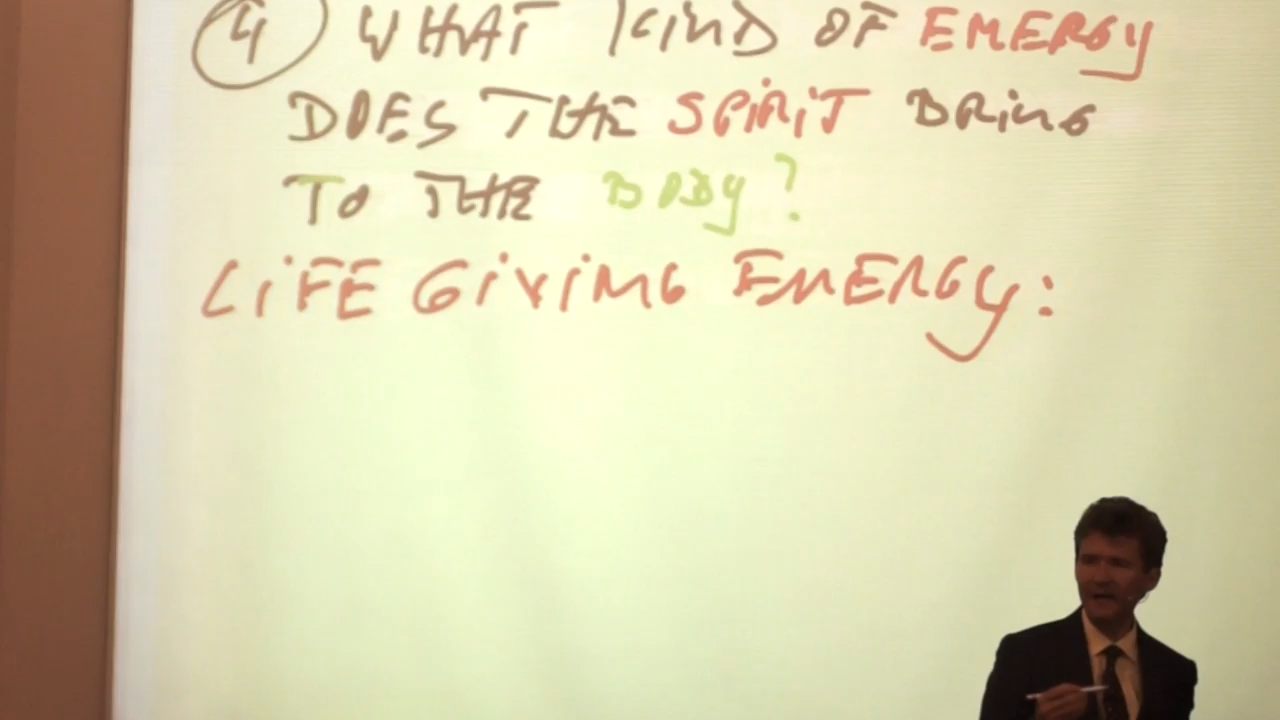 4 WHAT KIND OF ENERGY
DOES THE SPIRIT BRING
TO THE BODY?
LIFE GIVING ENERGY: